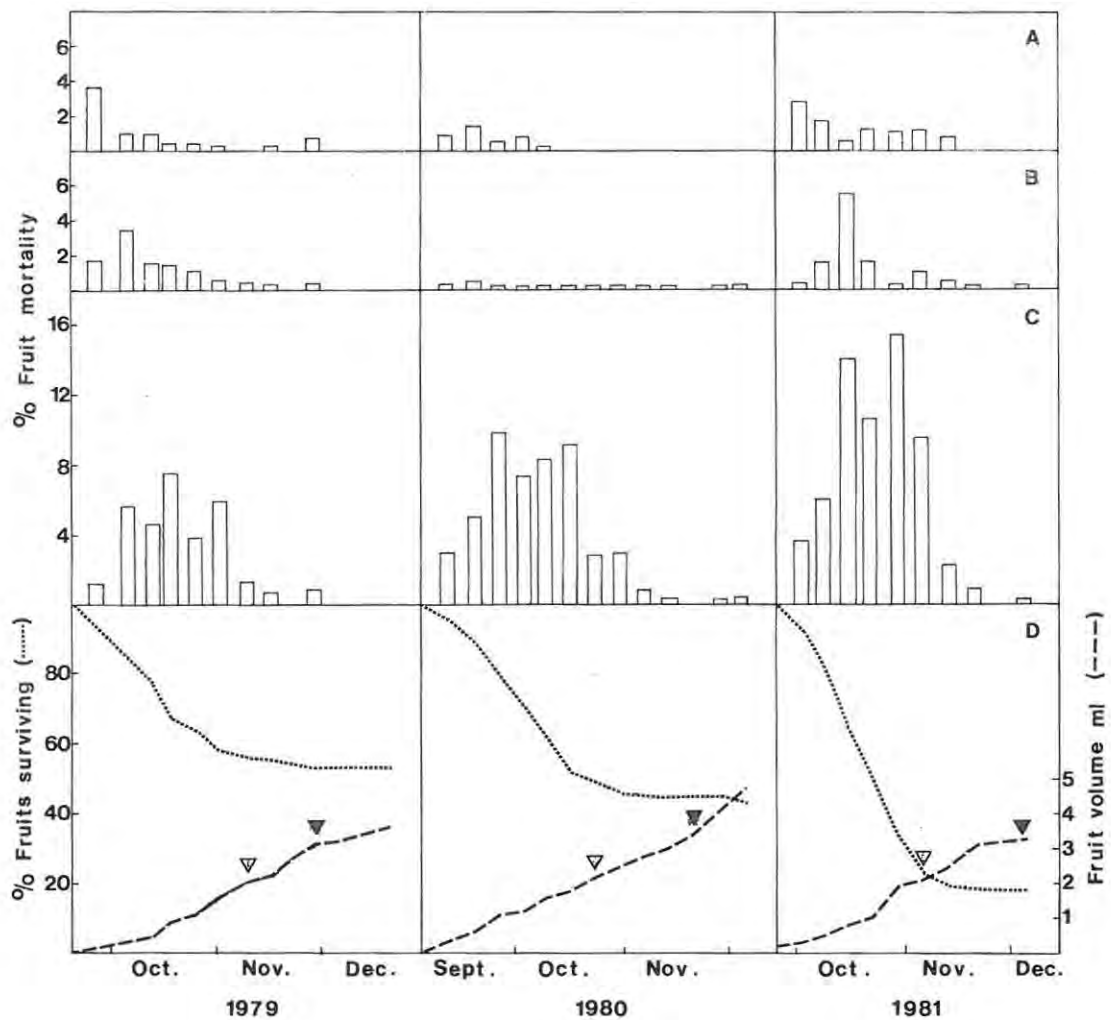 A
6
4
2
B
6
4
2
% Fruit mortality
C
16
12
8
4
D
% Fruits surviving (......)
80
60
40
20
Fruit volume ml (---)
5
4
3
2
1
Oct. Nov. Dec. Sept. Oct. Nov. Oct. Nov. Dec.
1979 1980 1981